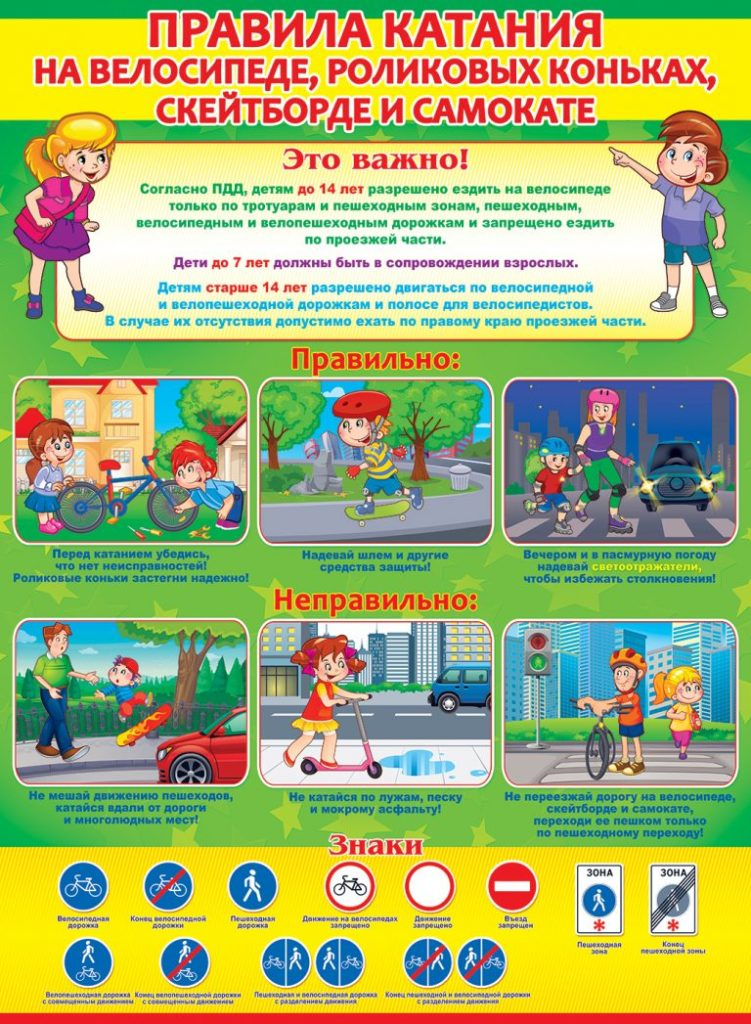 ПРАВИЛА КАТАНИЯ
НА ВЕЛОСИПЕДЕ, РОЛИКОВЫХ КОНЬКАХ,
СКЕЙТБОРДЕ И САМОКАТЕ
Это важно!
Согласно ПДД, детям до 14 лет разрешено ездить на велосипеде
только по тротуарам и пешеходным зонам, пешеходным,
велосипедным и велопешеходным дорожкам и запрещено ездить
по проезжей части.
Дети до 7 лет должны быть в сопровождении взрослых.
Детям старше 14 лет разрешено двигаться по велосипедной
и велопешеходной дорожкам и полосе для велосипедистов.
В случае их отсутствия допустимо ехать по правому краю проезжей части.
Правильно:
Перед катанием убедись,
что нет неисправностей!
Роликовые коньки застегни надежно!
Надевай шлем и другие
средства защиты!
Вечером и в пасмурную погоду
надевай светоотражатели,
чтобы избежать столкновения!
Неправильно:
Не мешай движению пешеходов,
катайся вдали от дороги
и многолюдных мест!
Не катайся по лужам, песку
и мокрому асфальту!
Не переезжай дорогу на велосипеде,
скейтборде и самокате,
переходи ее пешком только
по пешеходному переходу!
Знаки
Велосипедная
дорожка
Конец велосипедной
дорожки
Пешеходная
дорожка
Движение на велосипедах
запрещено
Движение
запрещено
Въезд
запрещен
ЗОНА
Пешеходная
зона
ЗОНА
Конец
пешеходной зоны
Велопешеходная дорожка
с совмещенным движением
Конец велопешеходной дорожки
с совмещенным движением
Пешеходная и велосипедная дорожка
с разделением движения
Конец пешеходной и велосипедной дорожки
с разделением движения